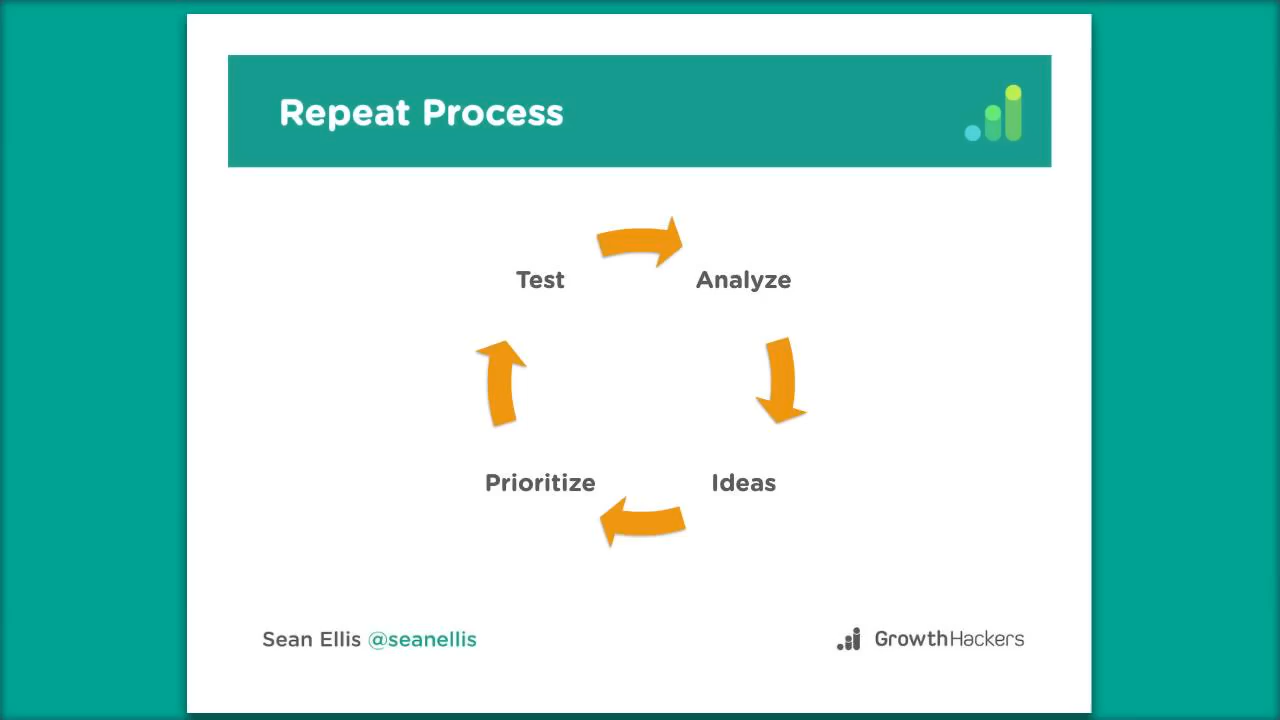 Repeat Process
Test
Analyze
Prioritize
Ideas
Sean Ellis @seanellis
GrowthHackers